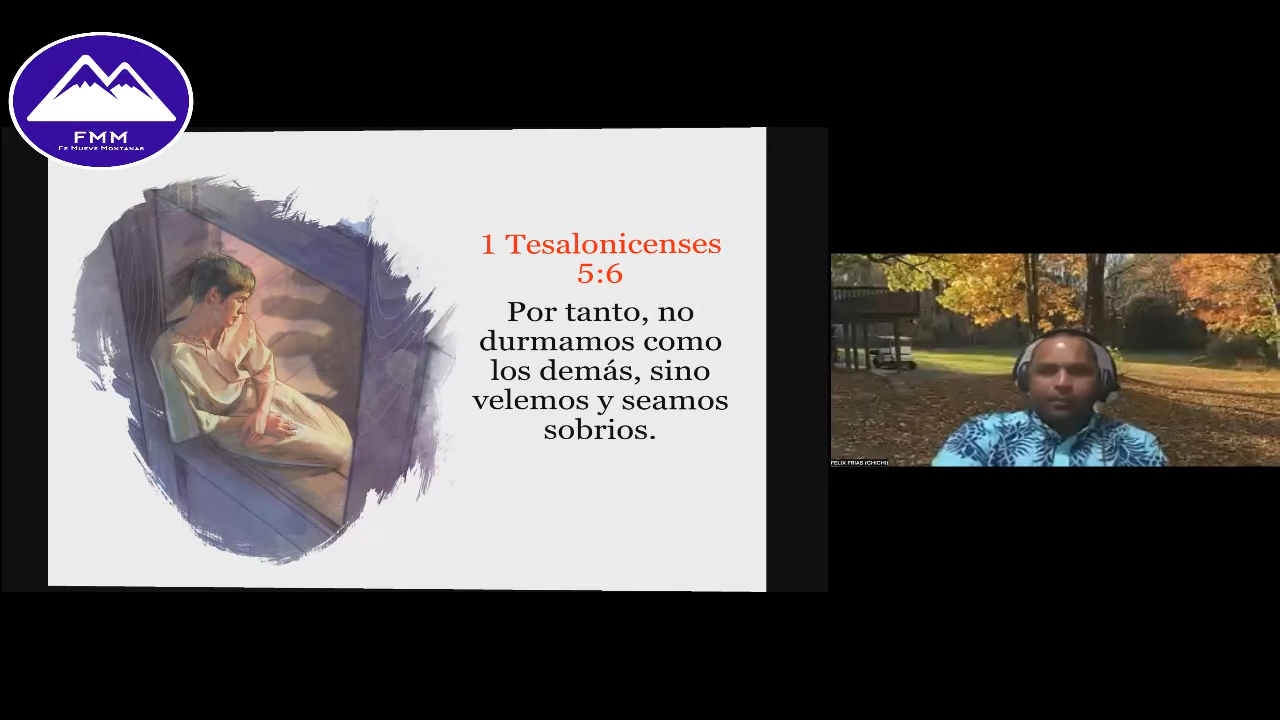 FMM
Fe Mueve Montanas
1 Tesalonicenses
5:6
Por tanto, no
durmamos como
los demás, sino
velemos y seamos
sobrios.
FELIX FRIAS (CHICHI)